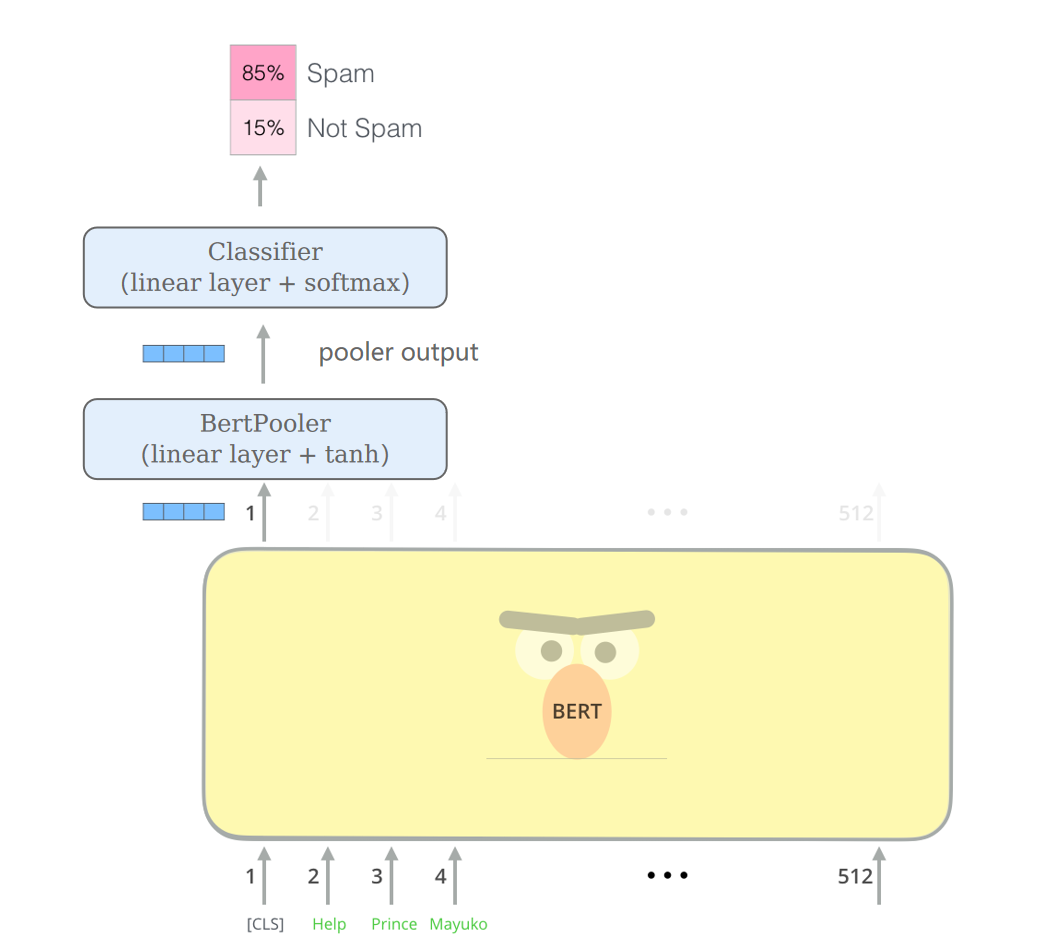 85% Spam
15% Not Spam
Classifier
(linear layer + softmax)
pooler output
BertPooler
(linear layer + tanh)
1 2 3 4 ••• 512
BERT
1 2 3 4 ••• 512
[CLS] Help Prince Mayuko